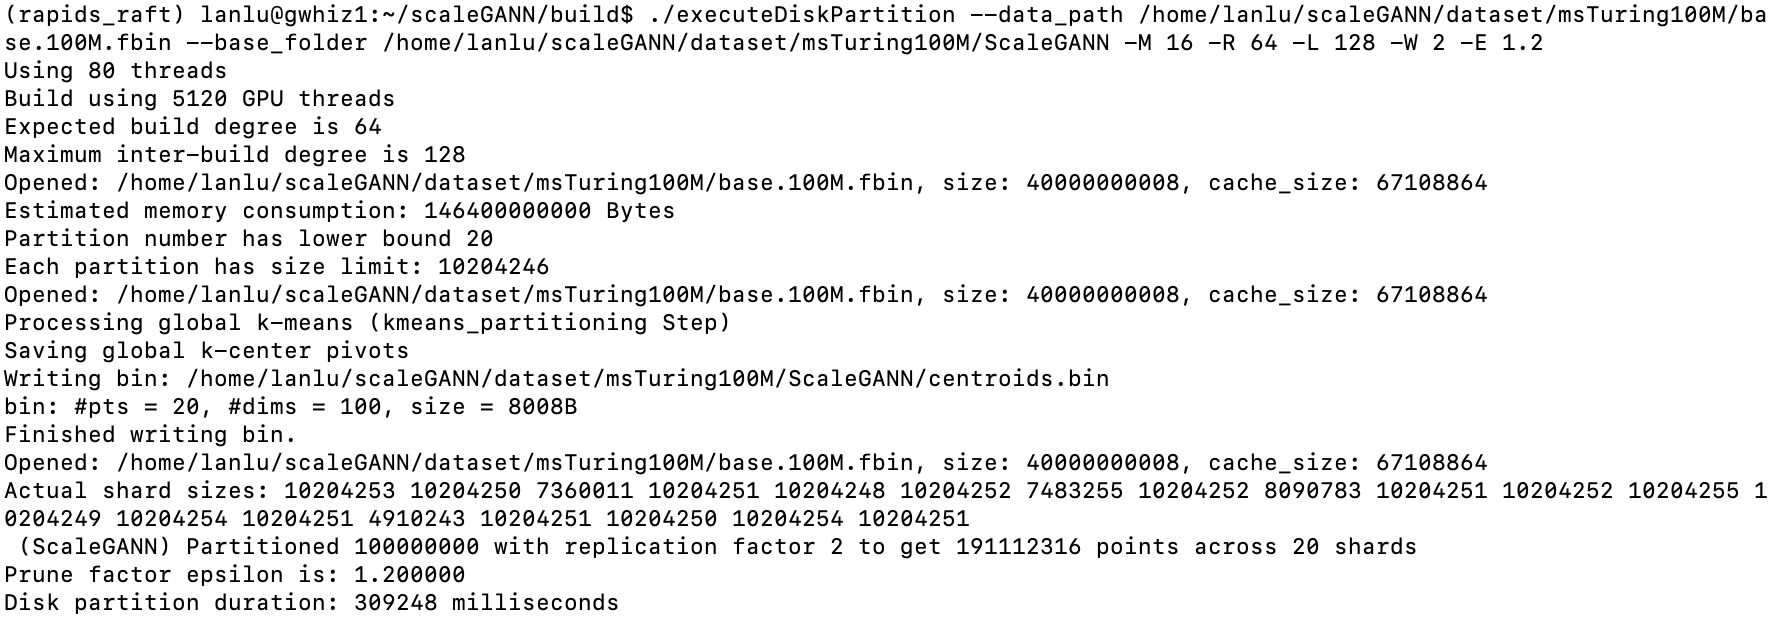 (rapids_raft) lanlu@gwhiz1:~/scaleGANN/build$ ./executeDiskPartition --data_path /home/lanlu/scaleGANN/dataset/msTuring100M/ba
se.100M.fbin --base_folder /home/lanlu/scaleGANN/dataset/msTuring100M/ScaleGANN -M 16 -R 64 -L 128 -W 2 -E 1.2
Using 80 threads
Build using 5120 GPU threads
Expected build degree is 64
Maximum inter-build degree is 128
Opened: /home/lanlu/scaleGANN/dataset/msTuring100M/base.100M.fbin, size: 40000000008, cache_size: 67108864
Estimated memory consumption: 146400000000 Bytes
Partition number has lower bound 20
Each partition has size limit: 10204246
Opened: /home/lanlu/scaleGANN/dataset/msTuring100M/base.100M.fbin, size: 40000000008, cache_size: 67108864
Processing global k-means (kmeans_partitioning Step)
Saving global k-center pivots
Writing bin: /home/lanlu/scaleGANN/dataset/msTuring100M/ScaleGANN/centroids.bin
bin: #pts = 20, #dims = 100, size = 8008B
Finished writing bin.
Opened: /home/lanlu/scaleGANN/dataset/msTuring100M/base.100M.fbin, size: 40000000008, cache_size: 67108864
Actual shard sizes: 10204253 10204250 7360011 10204251 10204248 10204252 7483255 10204252 8090783 10204251 10204252 10204255 1
0204249 10204254 10204251 4910243 10204251 10204250 10204254 10204251
 (ScaleGANN) Partitioned 100000000 with replication factor 2 to get 191112316 points across 20 shards
Prune factor epsilon is: 1.200000
Disk partition duration: 309248 milliseconds